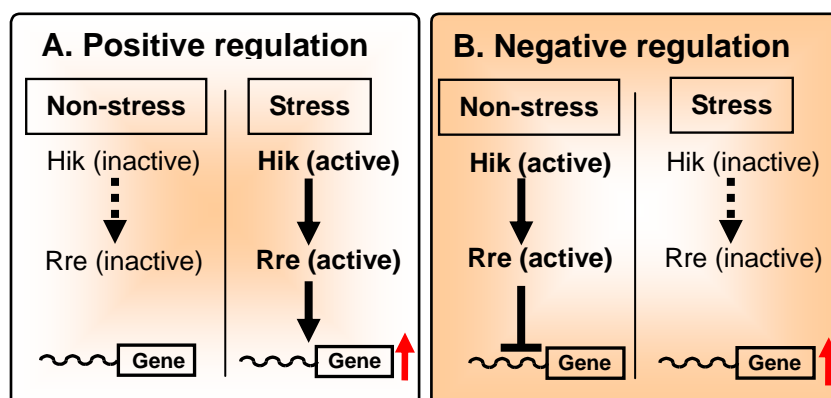 A. Positive regulation
Non-stress
Stress
Hik (inactive)
Hik (active)
Rre (inactive)
Rre (active)
Gene
Gene
B. Negative regulation
Non-stress
Stress
Hik (active)
Hik (inactive)
Rre (active)
Rre (inactive)
Gene
Gene